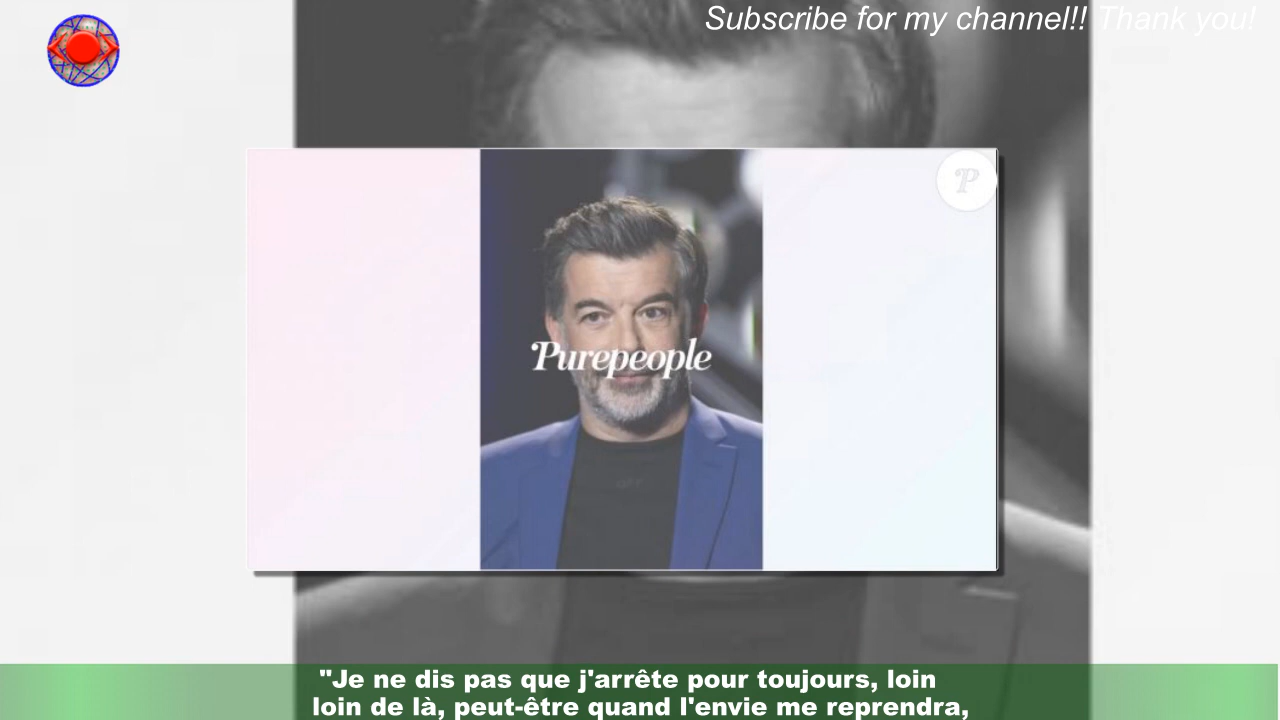 Subscribe for my channel!! Thank you!
P
Purepeople
"Je ne dis pas que j'arrête pour toujours, loin
loin de là, peut-être quand l'envie me reprendra,